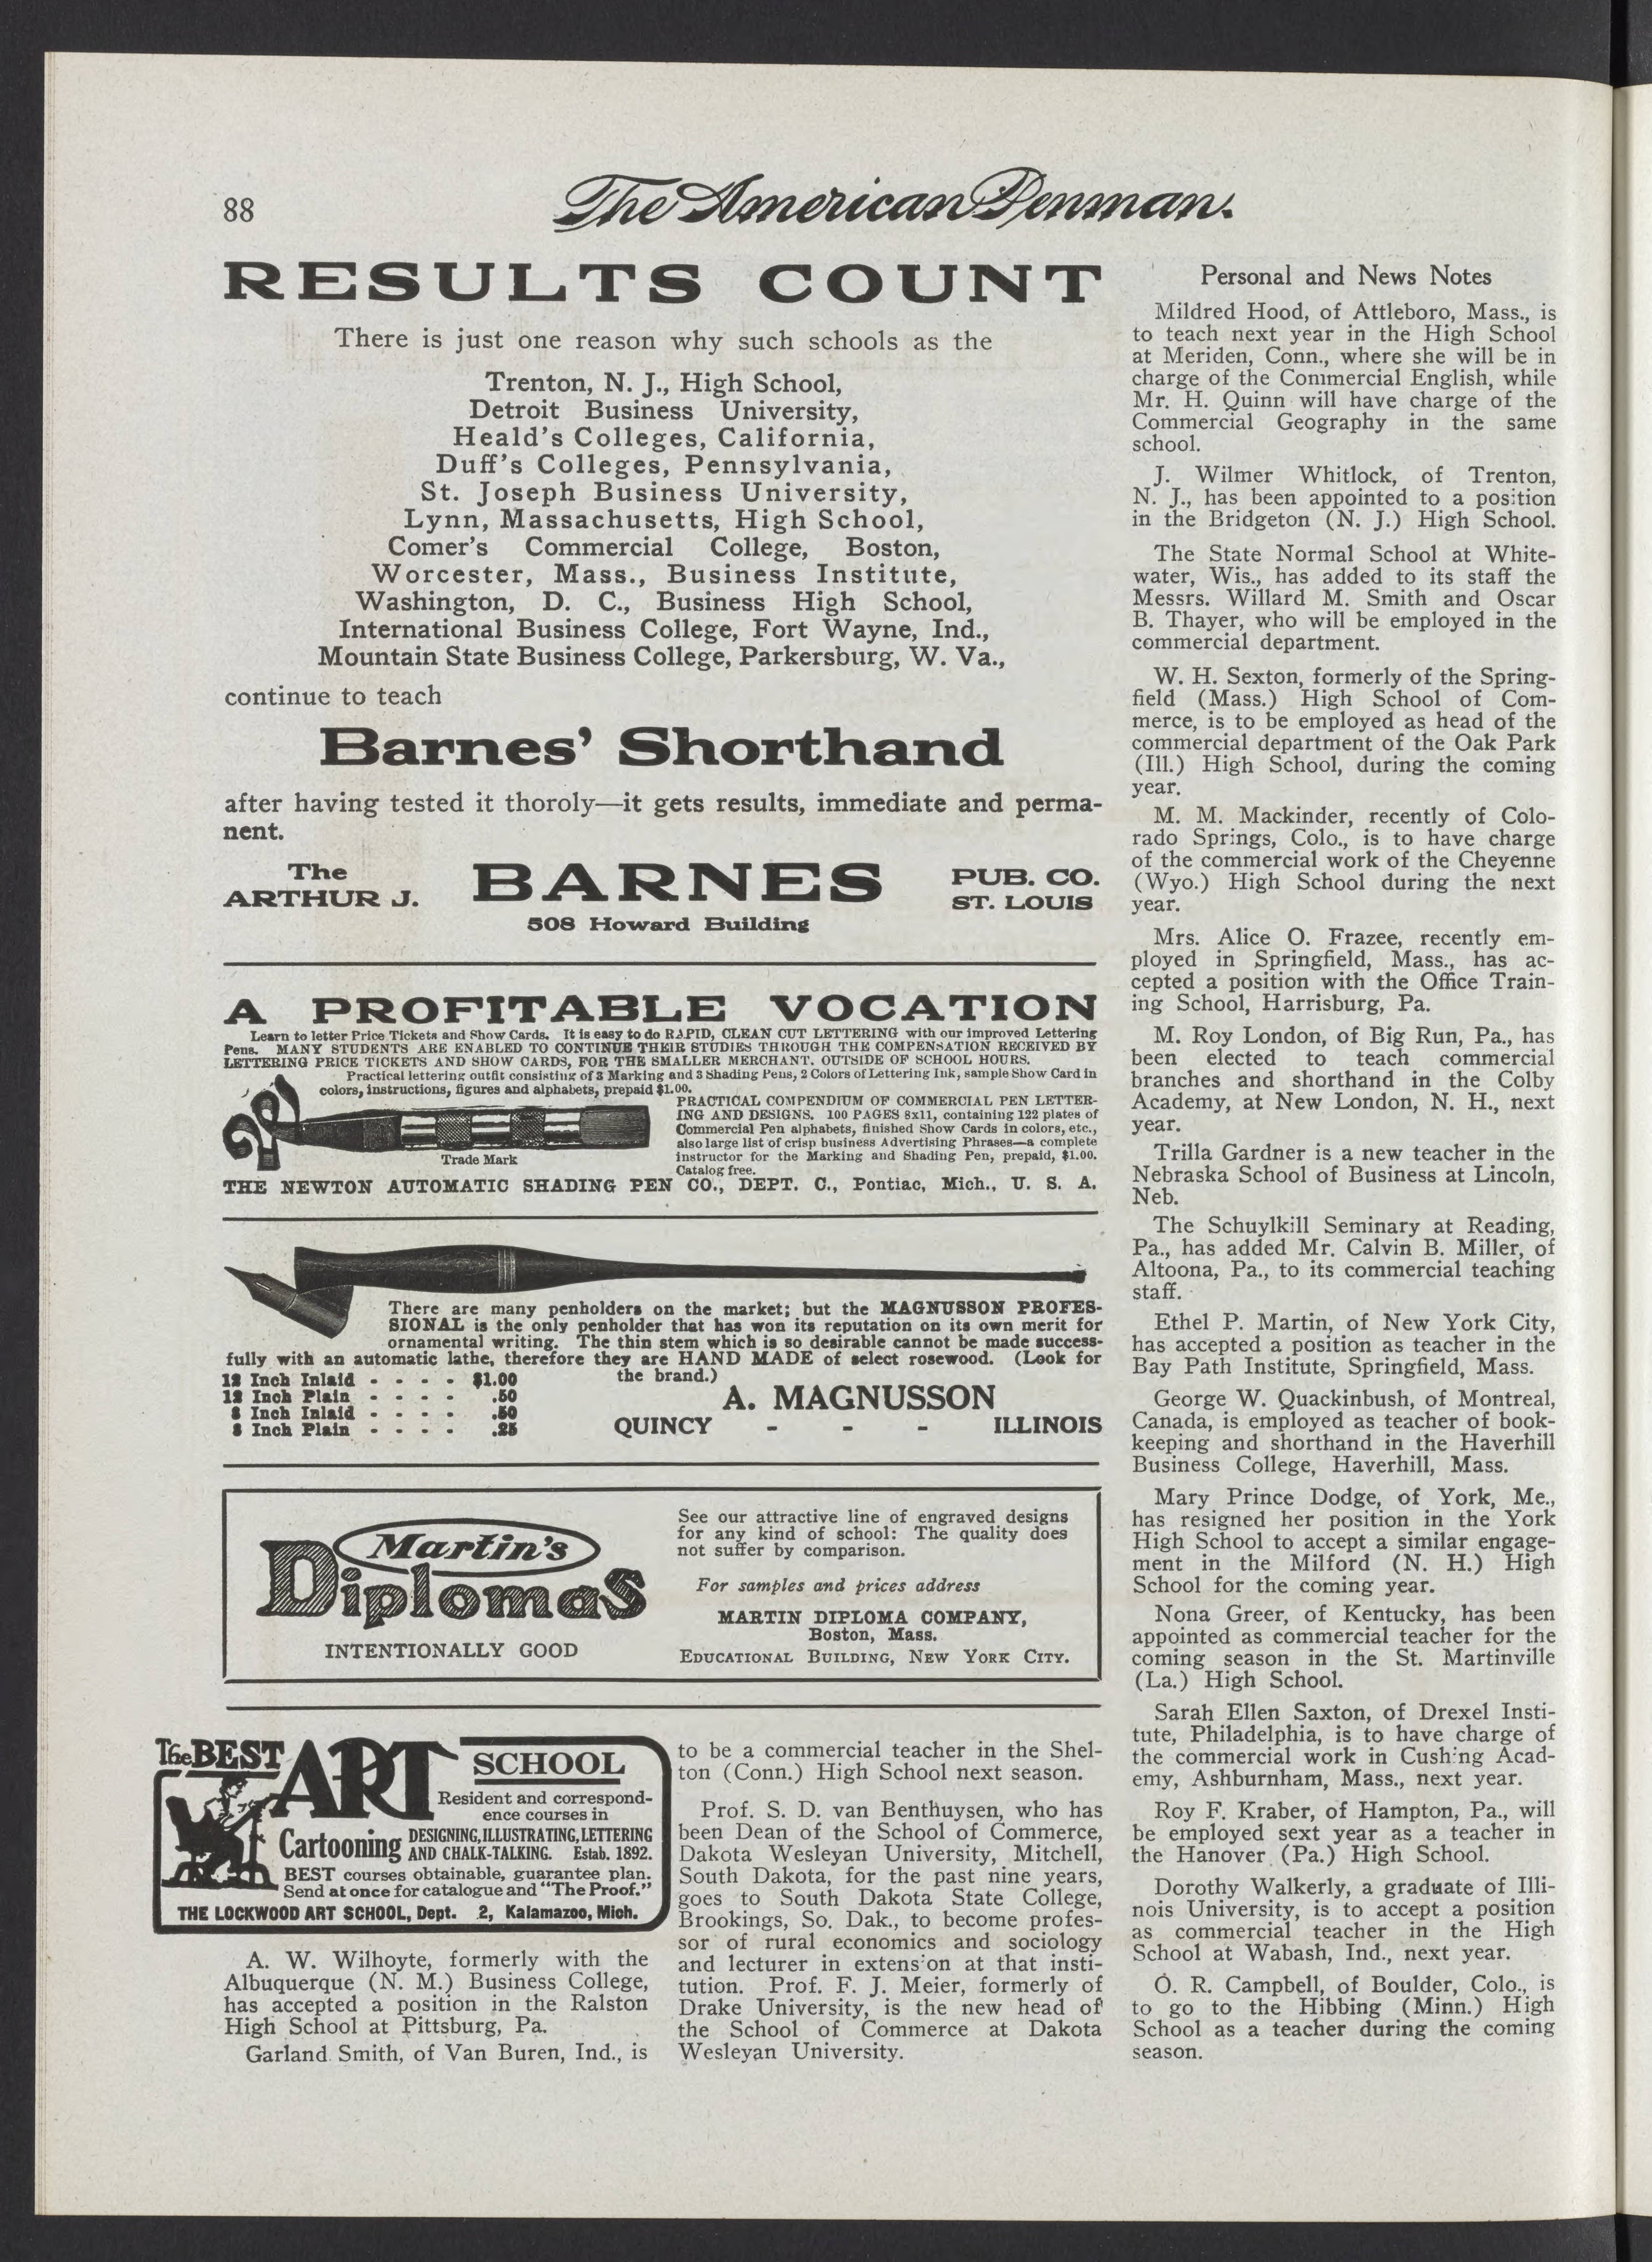 88
The American Penman.
RESULTS COUNT
There is just one reason why such schools as the
Trenton, N. J., High School,
Detroit Business University,
Heald's Colleges, California,
Duff's Colleges, Pennsylvania,
St. Joseph Business University,
Lynn, Massachusetts, High School,
Comer's Commercial College, Boston,
Worcester, Mass., Business Institute,
Washington, D. C., Business High School,
International Business College, Fort Wayne, Ind.,
Mountain State Business College, Parkersburg, W. Va.,
continue to teach
Barnes' Shorthand
after having tested it thoroly—it gets results, immediate and perma-
nent.
The
ARTHUR J.
BARNES
508 Howard Building
PUB. CO.
ST. LOUIS
A PROFITABLE VOCATION
Learn to letter Price Tickets and Show Cards. It is easy to do RAPID, CLEAN CUT LETTERING with our improved Lettering
Pens. MANY STUDENTS ARE ENABLED TO CONTINUE THEIR STUDIES THROUGH THE COMPENSATION RECEIVED BY
LETTERING PRICE TICKETS AND SHOW CARDS, FOR THE SMALLER MERCHANT. OUTSIDE OF SCHOOL HOURS.
Practical lettering outfit consisting of 3 Marking and 3 Shading Pens, 2 Colors of Lettering Ink, sample Show Card in
colors, instructions, figures and alphabets, prepaid $1.00.
PRACTICAL COMPENDIUM OF COMMERCIAL PEN LETTER-
ING AND DESIGNS. 100 PAGES 8x11, containing 122 plates of
Commercial Pen alphabets, finished Show Cards in colors, etc.,
also large list of crisp business Advertising Phrases—a complete
instructor for the Marking and Shading Pen, prepaid, $1.00.
Catalog free.
Trade Mark
THE NEWTON AUTOMATIC SHADING PEN CO., DEPT. C., Pontiac, Mich., U. S. A.
There are many penholders on the market; but the MAGNUSSON PROFES-
SIONAL is the only penholder that has won its reputation on its own merit for
ornamental writing. The thin stem which is so desirable cannot be made success-
fully with an automatic lathe, therefore they are HAND MADE of select rosewood. (Look for
the brand.)
12 Inch Inlaid - - - - $1.00
12 Inch Plain - - - - .50
8 Inch Inlaid - - - - .50
8 Inch Plain - - - - .25
A. MAGNUSSON
QUINCY - - - ILLINOIS
Martin's
Diplomas
INTENTIONALLY GOOD
See our attractive line of engraved designs
for any kind of school: The quality does
not suffer by comparison.
For samples and prices address
MARTIN DIPLOMA COMPANY,
Boston, Mass.
EDUCATIONAL BUILDING, NEW YORK CITY.
The BEST
ART
SCHOOL
Resident and correspond-
ence courses in
Cartooning DESIGNING, ILLUSTRATING, LETTERING
AND CHALK-TALKING. Estab. 1892.
BEST courses obtainable, guarantee plan.
Send at once for catalogue and "The Proof."
THE LOCKWOOD ART SCHOOL, Dept. 2, Kalamazoo, Mich.
A. W. Wilhoyte, formerly with the
Albuquerque (N. M.) Business College,
has accepted a position in the Ralston
High School at Pittsburg, Pa.
Garland Smith, of Van Buren, Ind., is
to be a commercial teacher in the Shel-
ton (Conn.) High School next season.
Prof. S. D. van Benthuysen, who has
been Dean of the School of Commerce,
Dakota Wesleyan University, Mitchell,
South Dakota, for the past nine years,
goes to South Dakota State College,
Brookings, So. Dak., to become profes-
sor of rural economics and sociology
and lecturer in extens:on at that insti-
tution. Prof. F. J. Meier, formerly of
Drake University, is the new head of
the School of Commerce at Dakota
Wesleyan University.
Personal and News Notes
Mildred Hood, of Attleboro, Mass., is
to teach next year in the High School
at Meriden, Conn., where she will be in
charge of the Commercial English, while
Mr. H. Quinn will have charge of the
Commercial Geography in the same
school.
J. Wilmer Whitlock, of Trenton,
N. J., has been appointed to a position
in the Bridgeton (N. J.) High School.
The State Normal School at White-
water, Wis., has added to its staff the
Messrs. Willard M. Smith and Oscar
B. Thayer, who will be employed in the
commercial department.
W. H. Sexton, formerly of the Spring-
field (Mass.) High School of Com-
merce, is to be employed as head of the
commercial department of the Oak Park
(Ill.) High School, during the coming
year.
M. M. Mackinder, recently of Colo-
rado Springs, Colo., is to have charge
of the commercial work of the Cheyenne
(Wyo.) High School during the next
year.
Mrs. Alice O. Frazee, recently em-
ployed in Springfield, Mass., has ac-
cepted a position with the Office Train-
ing School, Harrisburg, Pa.
M. Roy London, of Big Run, Pa., has
been elected to teach commercial
branches and shorthand in the Colby
Academy, at New London, N. H., next
year.
Trilla Gardner is a new teacher in the
Nebraska School of Business at Lincoln,
Neb.
The Schuylkill Seminary at Reading,
Pa., has added Mr. Calvin B. Miller, of
Altoona, Pa., to its commercial teaching
staff.
Ethel P. Martin, of New York City,
has accepted a position as teacher in the
Bay Path Institute, Springfield, Mass.
George W. Quackinbush, of Montreal,
Canada, is employed as teacher of book-
keeping and shorthand in the Haverhill
Business College, Haverhill, Mass.
Mary Prince Dodge, of York, Me.,
has resigned her position in the York
High School to accept a similar engage-
ment in the Milford (N. H.) High
School for the coming year.
Nona Greer, of Kentucky, has been
appointed as commercial teacher for the
coming season in the St. Martinville
(La.) High School.
Sarah Ellen Saxton, of Drexel Insti-
tute, Philadelphia, is to have charge of
the commercial work in Cush:ng Acad-
emy, Ashburnham, Mass., next year.
Roy F. Kraber, of Hampton, Pa., will
be employed sext year as a teacher in
the Hanover (Pa.) High School.
Dorothy Walkerly, a graduate of Illi-
nois University, is to accept a position
as commercial teacher in the High
School at Wabash, Ind., next year.
O. R. Campbell, of Boulder, Colo., is
to go to the Hibbing (Minn.) High
School as a teacher during the coming
season.